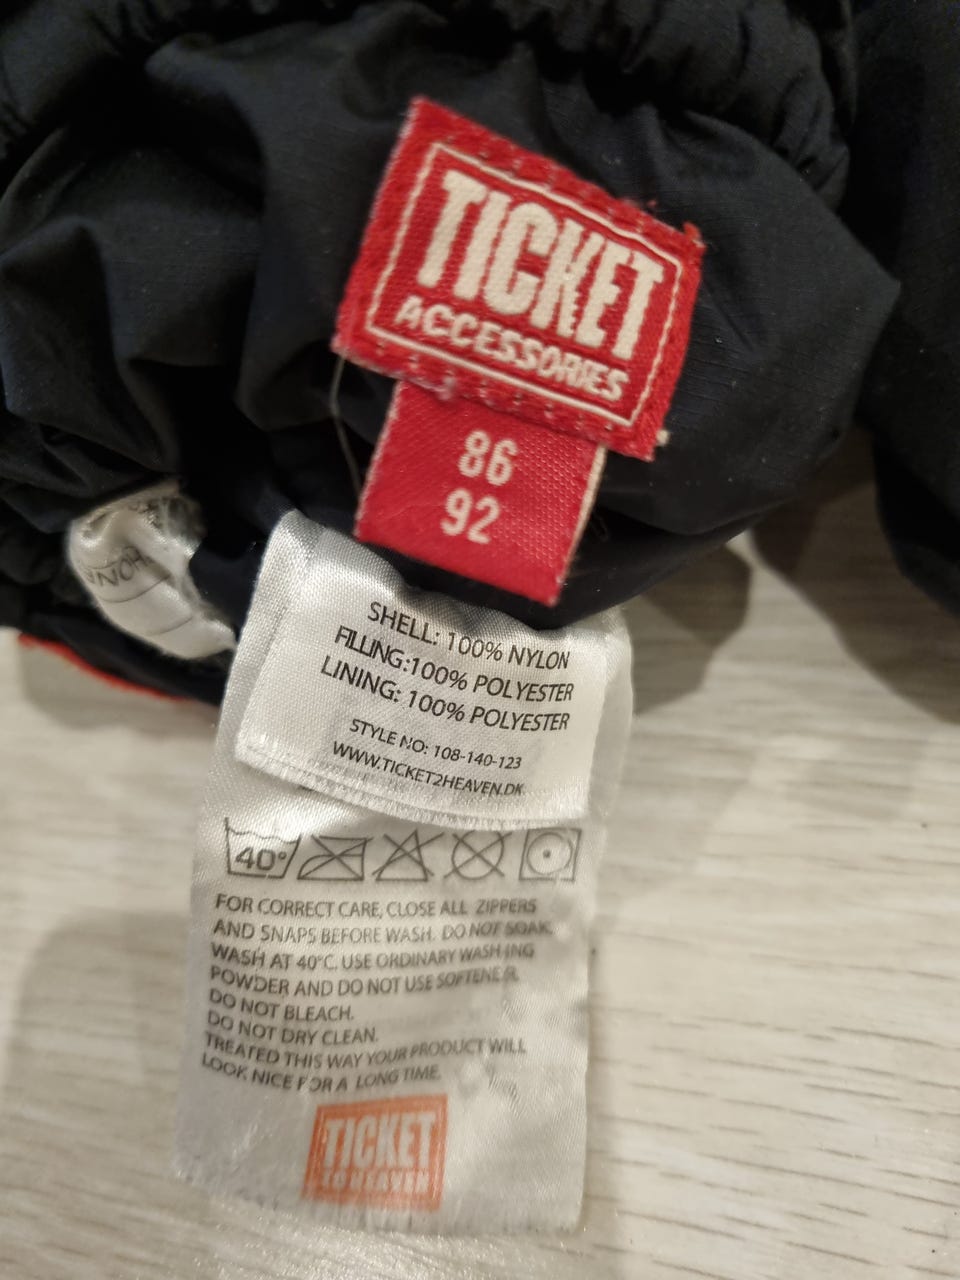 TICKET
ACCESSORIES
86
92
SHELL: 100% NYLON
FILLING:100% POLYESTER
LINING: 100% POLYESTER
STYLE NO: 108-140-123
WWW.TICKET2HEAVEN.DK
40°
FOR CORRECT CARE, CLOSE ALL ZIPPERS
AND SNAPS BEFORE WASH. DO NOT SOAK.
WASH AT 40°C. USE ORDINARY WASHING
POWDER AND DO NOT USE SOFTENER.
DO NOT BLEACH.
DO NOT DRY CLEAN.
TREATED THIS WAY YOUR PRODUCT WILL
LOOK NICE FOR A LONG TIME.
TICKET
TO HEAVEN